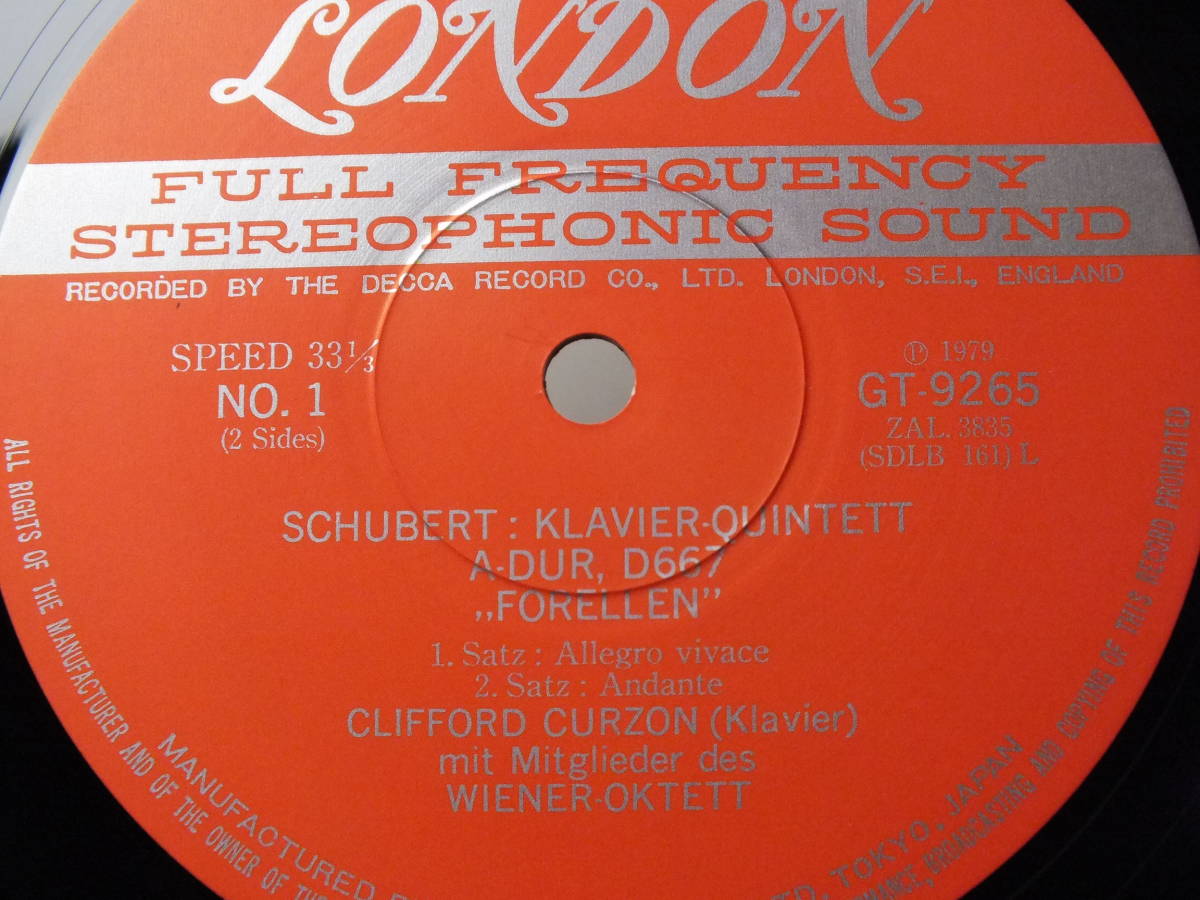 LONDON
FULL FREQUENCY
STEREOPHONIC SOUND
RECORDED BY THE DECCA RECORD CO., LTD. LONDON, S.E.I., ENGLAND
SPEED 33⅓
NO. 1
(2 Sides)
℗ 1979
GT-9265
ZAL. 3835
(SDLB 161) L
SCHUBERT : KLAVIER-QUINTETT
A-DUR, D667
„FORELLEN”
1. Satz : Allegro vivace
2. Satz : Andante
CLIFFORD CURZON (Klavier)
mit Mitglieder des
WIENER-OKTETT
ALL RIGHTS OF THE MANUFACTURER AND OF THE OWNER OF
BROADCASTING AND COPYING OF THIS RECORD PROHIBITED
MANUFACTURED
TOKYO, JAPAN